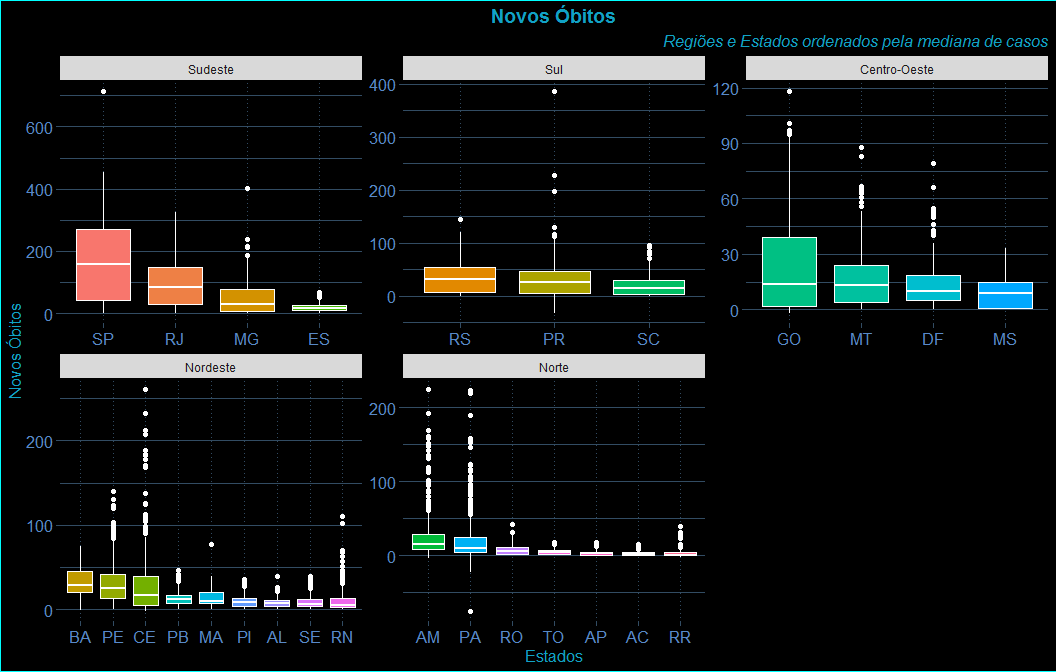 Novos Óbitos
Regiões e Estados ordenados pela mediana de casos
Sudeste
Sul
Centro-Oeste
600
400
200
0
SP RJ MG ES
400
300
200
100
0
RS PR SC
120
90
60
30
0
GO MT DF MS
Novos Óbitos
Nordeste
Norte
200
100
0
BA PE CE PB MA PI AL SE RN
200
100
0
AM PA RO TO AP AC RR
Estados